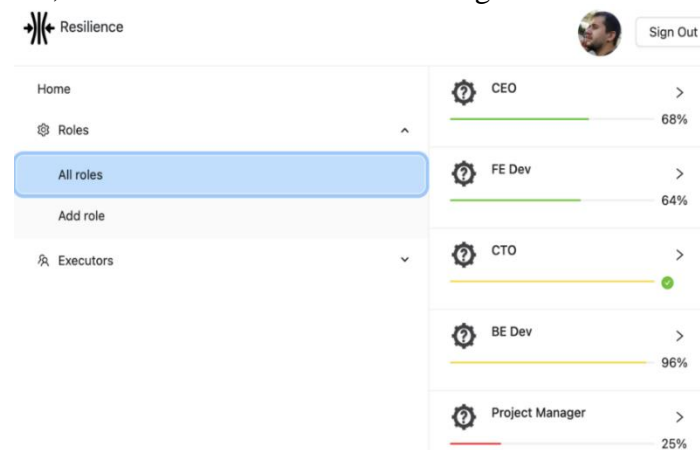 Resilience
Sign Out
Home
Roles
All roles
Add role
Executors
CEO
68%
FE Dev
64%
CTO
BE Dev
96%
Project Manager
25%